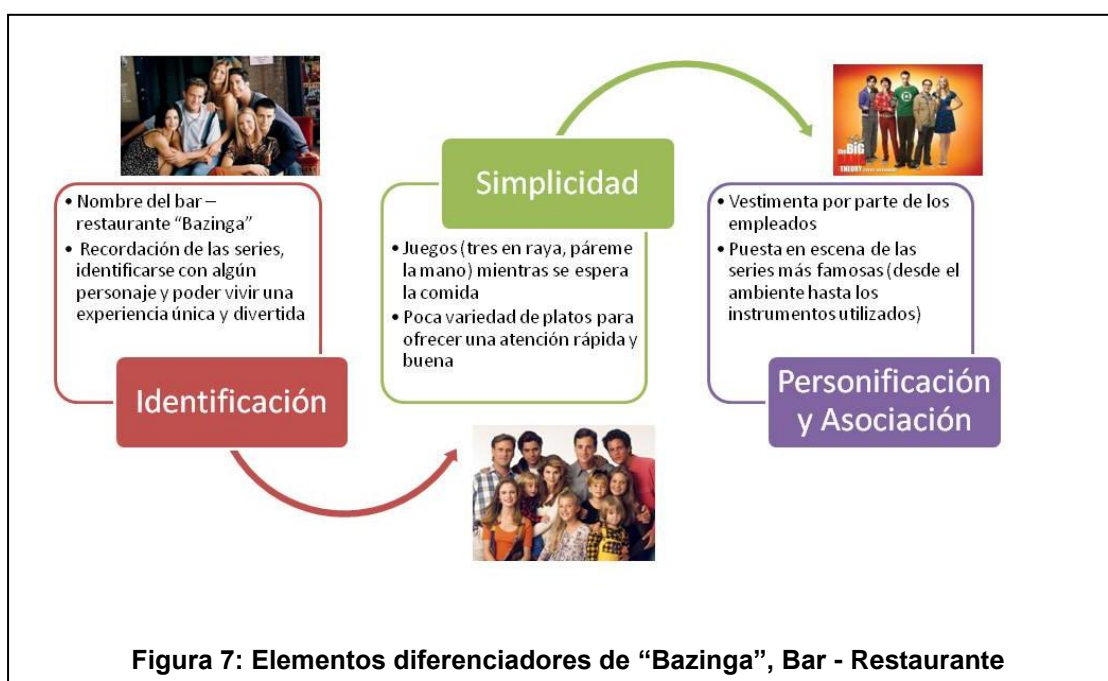 • Nombre del bar –
restaurante “Bazinga”
• Recordación de las series,
identificarse con algún
personaje y poder vivir una
experiencia única y divertida
Identificación
Simplicidad
• Juegos (tres en raya, páreme
la mano) mientras se espera
la comida
• Poca variedad de platos para
ofrecer una atención rápida y
buena
the BIG
THEORY
• Vestimenta por parte de los
empleados
• Puesta en escena de las
series más famosas (desde el
ambiente hasta los
instrumentos utilizados)
Personificación
y Asociación
Figura 7: Elementos diferenciadores de “Bazinga”, Bar - Restaurante